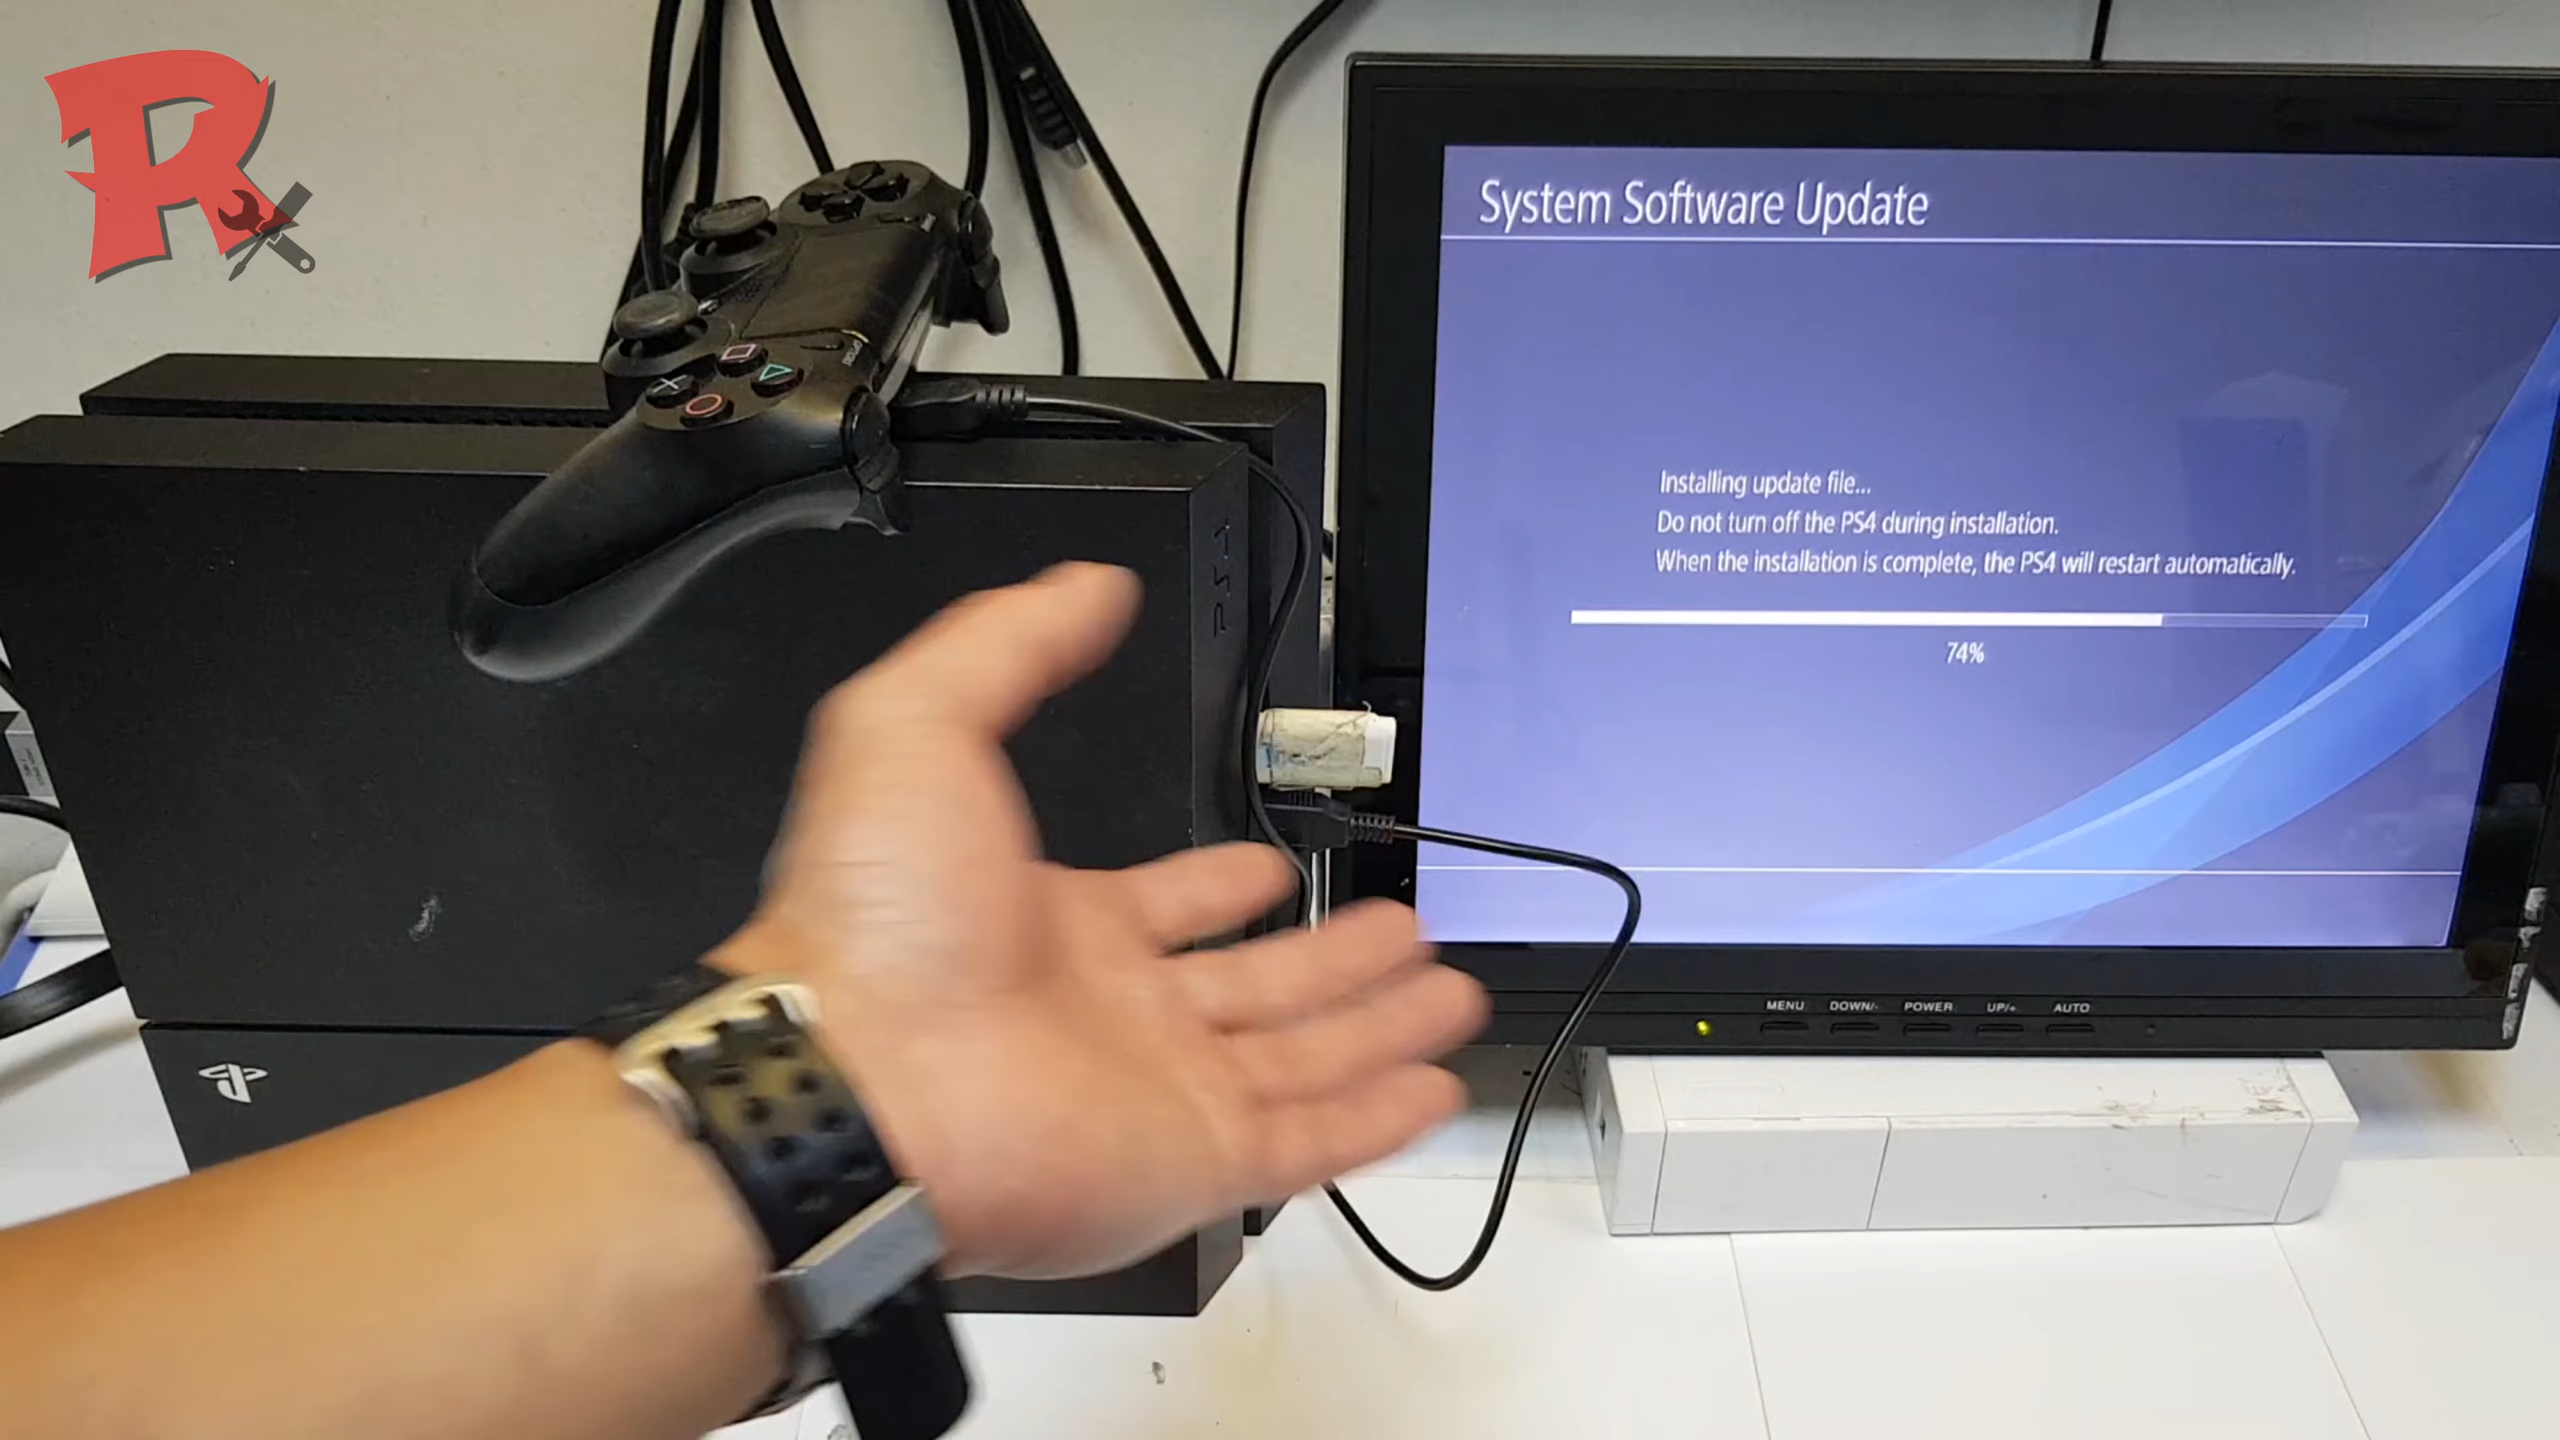 R
System Software Update
Installing update file...
Do not turn off the PS4 during installation.
When the installation is complete, the PS4 will restart automatically.
74%
PS4
MENU DOWN/- POWER UP/+ AUTO